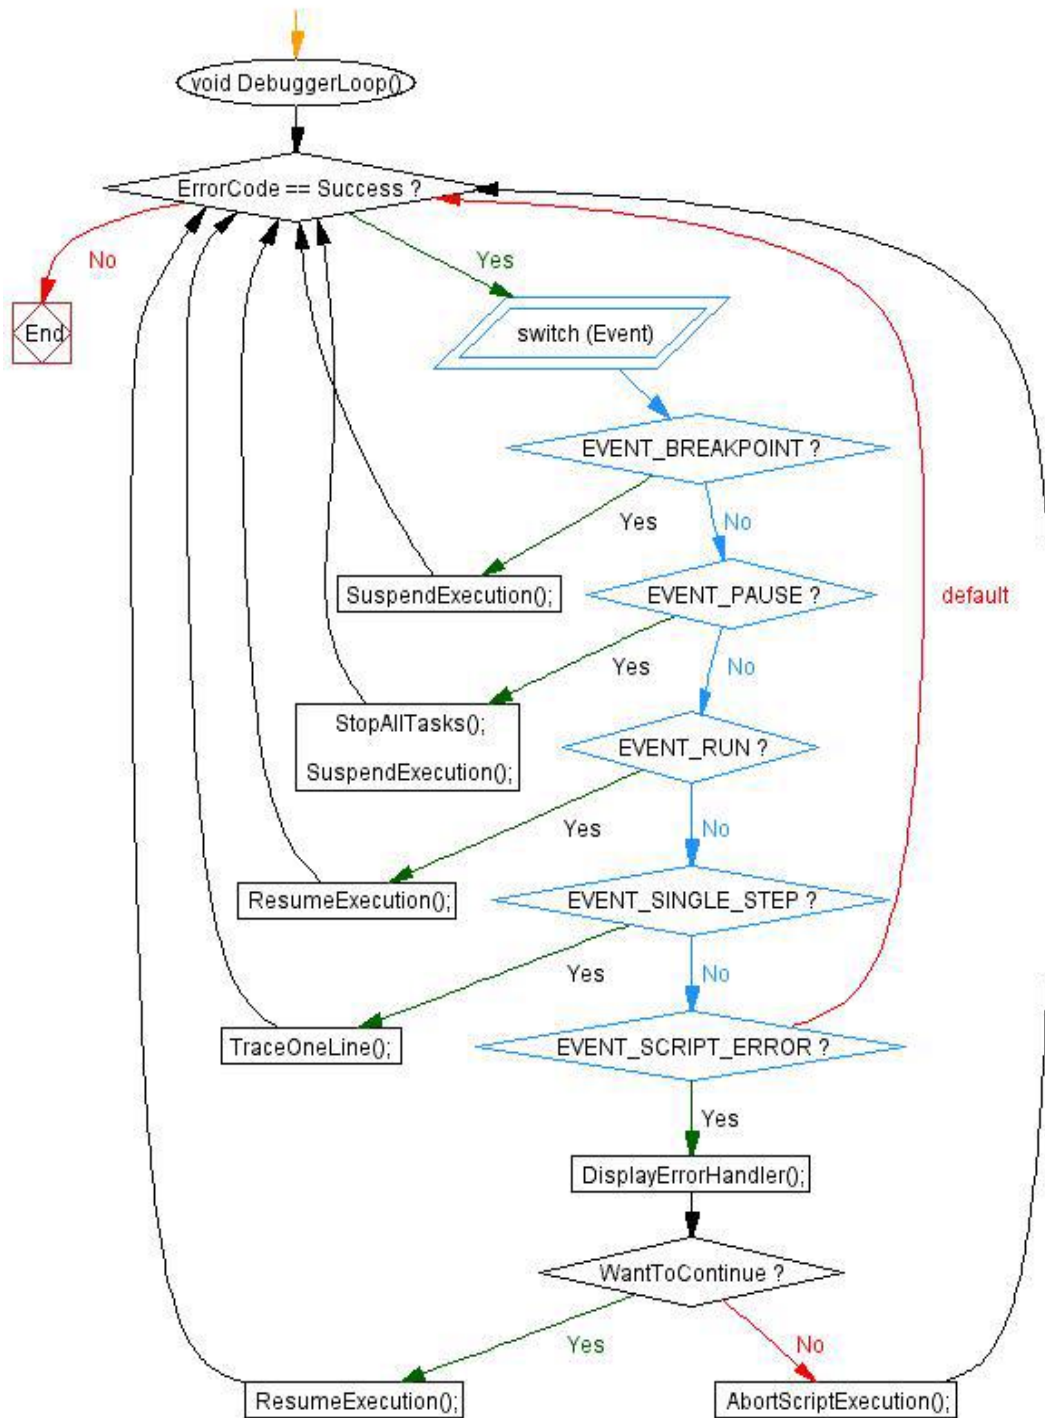 void DebuggerLoop()
ErrorCode == Success ?
No
Yes
End
switch (Event)
EVENT_BREAKPOINT ?
Yes
No
SuspendExecution();
EVENT_PAUSE ?
default
Yes
No
StopAllTasks();
SuspendExecution();
EVENT_RUN ?
Yes
No
ResumeExecution();
EVENT_SINGLE_STEP ?
Yes
No
TraceOneLine();
EVENT_SCRIPT_ERROR ?
Yes
DisplayErrorHandler();
WantToContinue ?
Yes
No
ResumeExecution();
AbortScriptExecution();